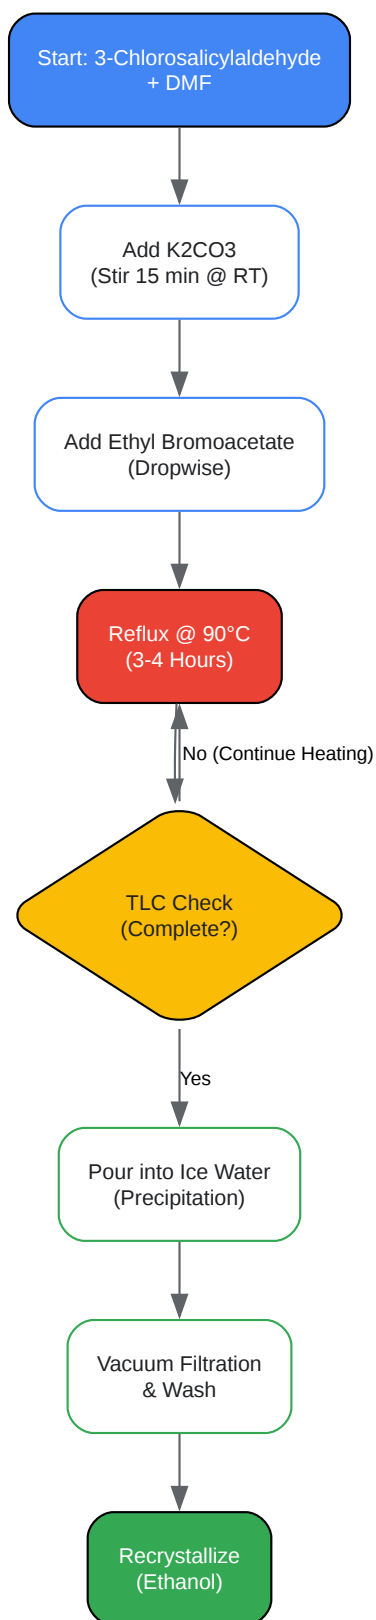 Start: 3-Chlorosalicylaldehyde
+ DMF
Add K2CO3
(Stir 15 min @ RT)
Add Ethyl Bromoacetate
(Dropwise)
Reflux @ 90°C
(3-4 Hours)
No (Continue Heating)
TLC Check
(Complete?)
Yes
Pour into Ice Water
(Precipitation)
Vacuum Filtration
& Wash
Recrystallize
(Ethanol)